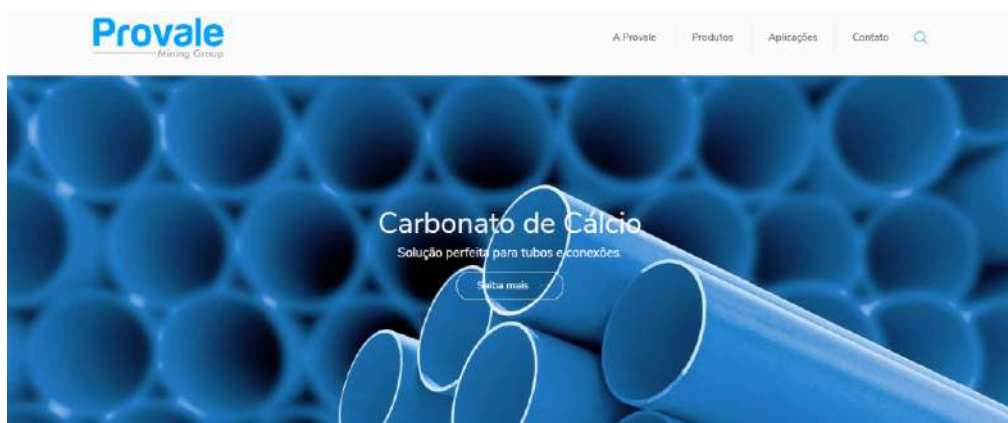 Provale
Mining Group
A Provale
Produtos
Aplicações
Contato
Carbonato de Cálcio
Solução perfeita para tubos e conexões.
Saiba mais